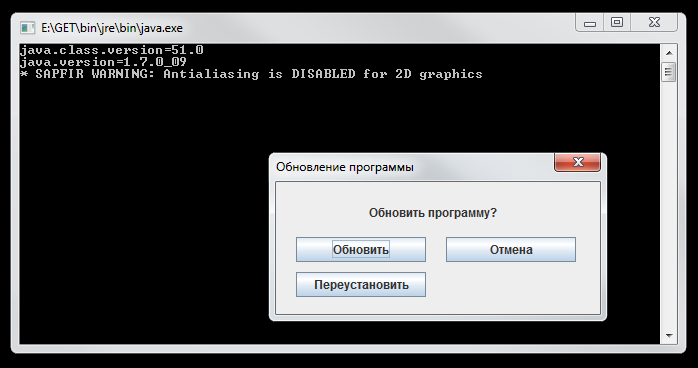 E:\GET\bin\jre\bin\java.exe
java.class.version=51.0
java.version=1.7.0_09
* SAPFIR WARNING: Antialiasing is DISABLED for 2D graphics
Обновление программы
Обновить программу?
Обновить Отмена
Переустановить